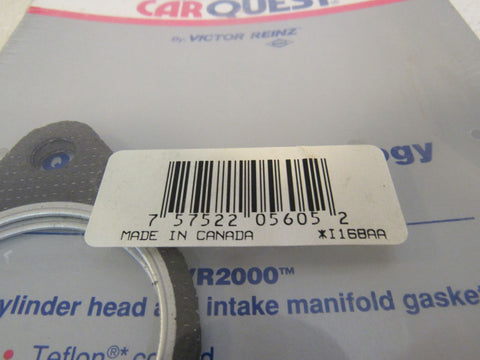 CARQUEST
By VICTOR REINZ®
ogy
7 57522 05605 2
MADE IN CANADA *I168AA
VR2000™
ylinder head a intake manifold gasket
• Teflon®* co d